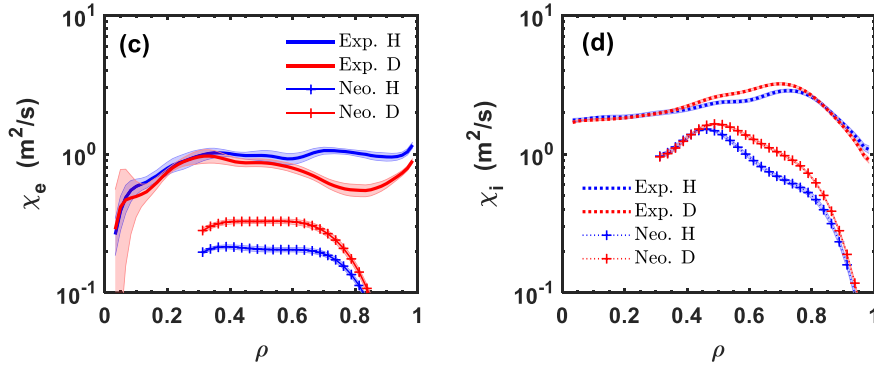 (c)
Exp. H
Exp. D
Neo. H
Neo. D
10¹
10⁰
10⁻¹
χₑ (m²/s)
0 0.2 0.4 0.6 0.8 1
ρ
(d)
10¹
10⁰
10⁻¹
χᵢ (m²/s)
Exp. H
Exp. D
Neo. H
Neo. D
0 0.2 0.4 0.6 0.8 1
ρ